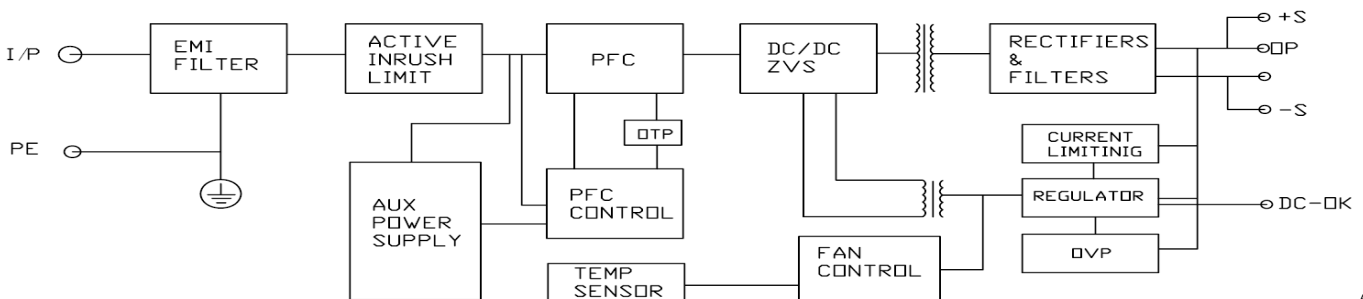 I/P
EMI
FILTER
ACTIVE
INRUSH
LIMIT
PFC
DC/DC
ZVS
RECTIFIERS
&
FILTERS
+S
OP
-S
PE
OTP
CURRENT
LIMITINIG
AUX
POWER
SUPPLY
PFC
CONTROL
REGULATOR
DC-OK
FAN
CONTROL
OVP
TEMP
SENSOR